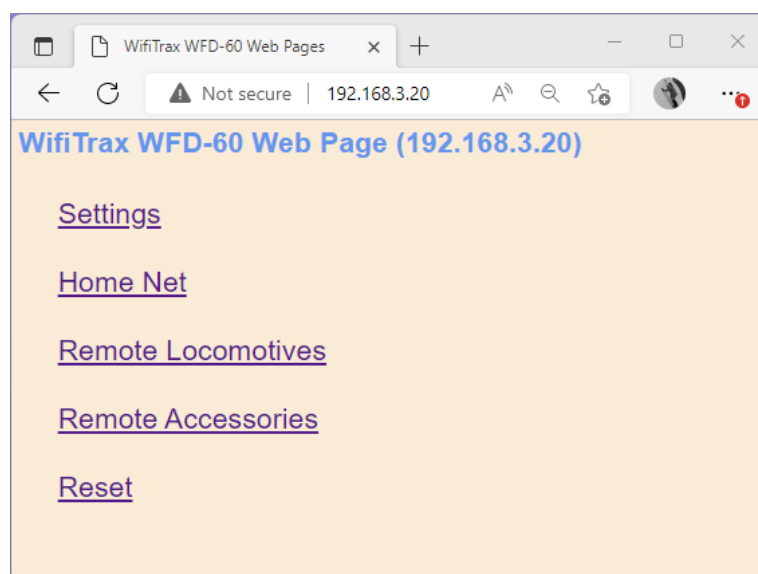 WifiTrax WFD-60 Web Pages
Not secure | 192.168.3.20
WifiTrax WFD-60 Web Page (192.168.3.20)
Settings
Home Net
Remote Locomotives
Remote Accessories
Reset